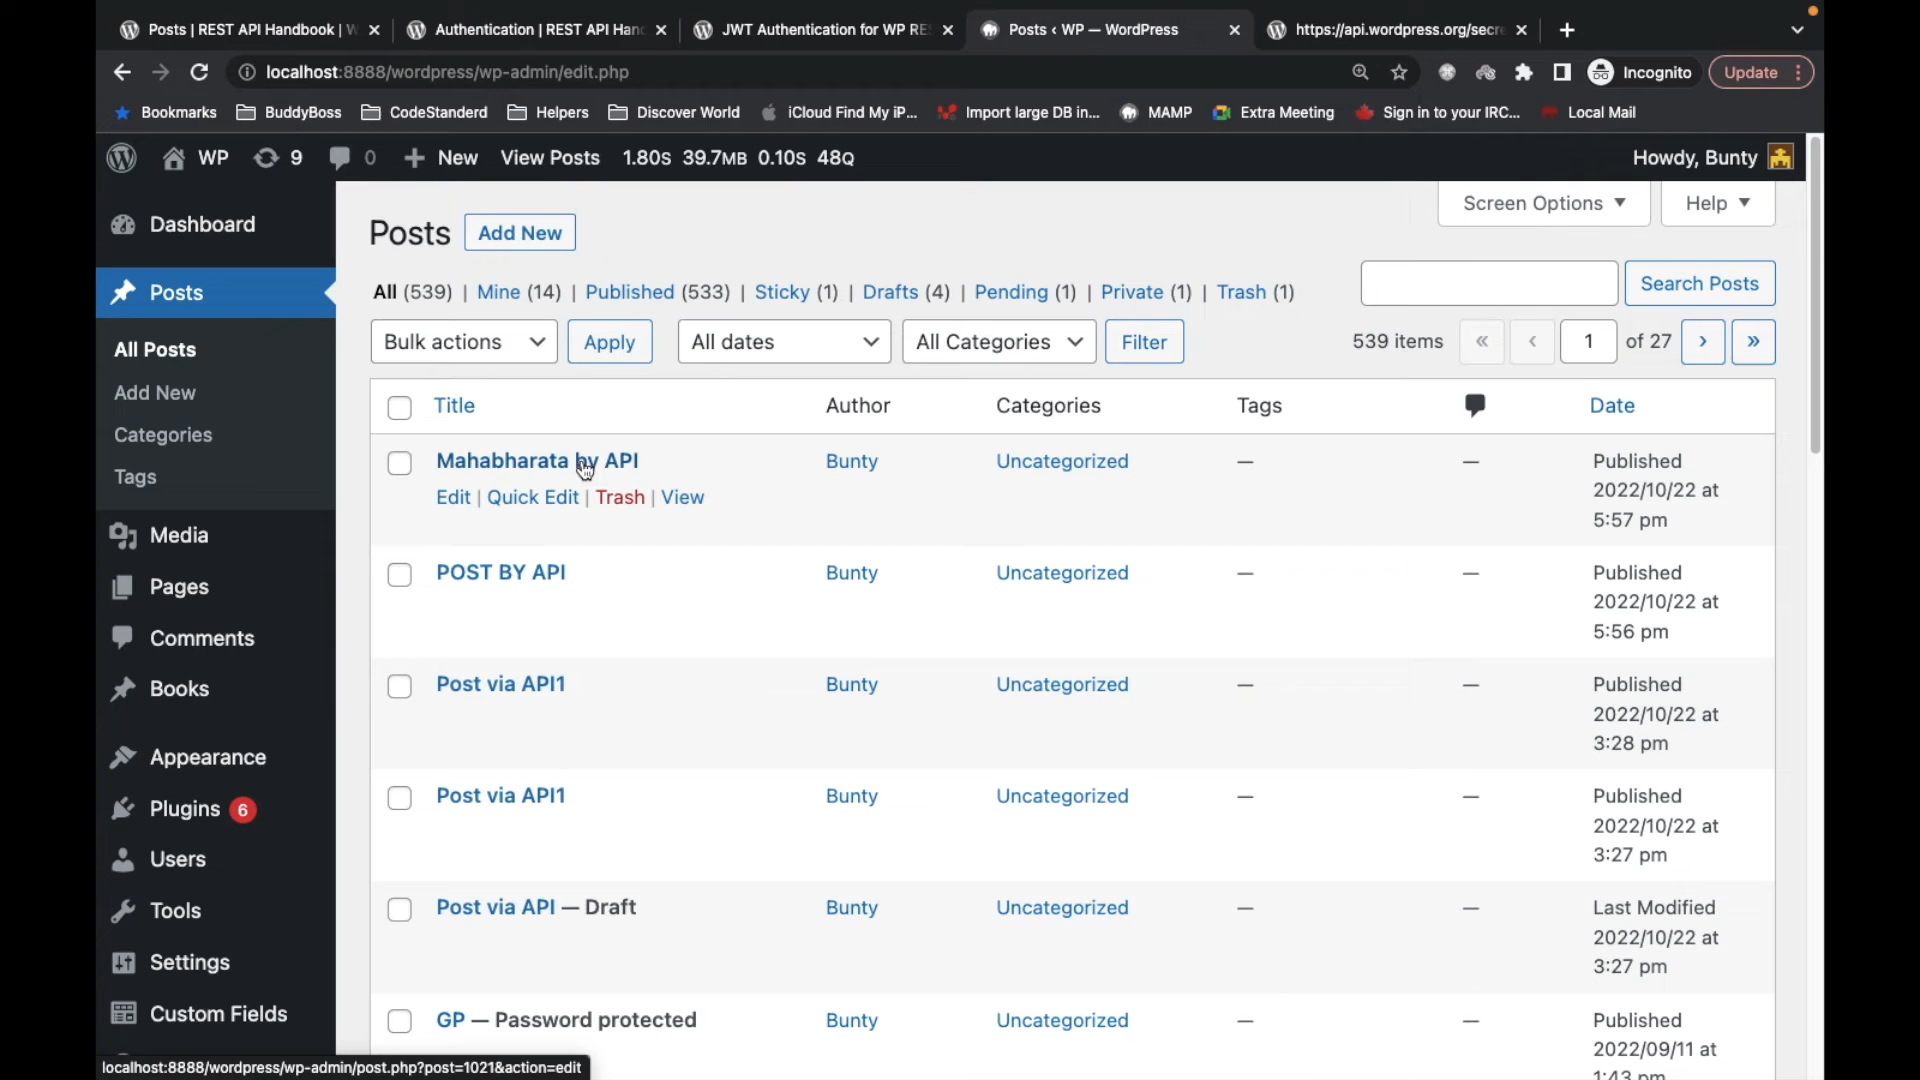 Posts | REST API Handbook | W
Authentication | REST API Hand
JWT Authentication for WP RES
Posts ‹ WP — WordPress
https://api.wordpress.org/secre
localhost:8888/wordpress/wp-admin/edit.php
Incognito
Update
Bookmarks
BuddyBoss
CodeStanderd
Helpers
Discover World
iCloud Find My iP...
Import large DB in...
MAMP
Extra Meeting
Sign in to your IRC...
Local Mail
WP
9
0
New
View Posts
1.80S 39.7MB 0.10S 48Q
Howdy, Bunty
Dashboard
Posts
All Posts
Add New
Categories
Tags
Media
Pages
Comments
Books
Appearance
Plugins 6
Users
Tools
Settings
Custom Fields
Posts
Add New
Screen Options
Help
All (539) | Mine (14) | Published (533) | Sticky (1) | Drafts (4) | Pending (1) | Private (1) | Trash (1)
Search Posts
Bulk actions
Apply
All dates
All Categories
Filter
539 items « ‹ 1 of 27 › »
Title Author Categories Tags Date
Mahabharata by API Bunty Uncategorized — — Published
2022/10/22 at
5:57 pm
Edit | Quick Edit | Trash | View
POST BY API Bunty Uncategorized — — Published
2022/10/22 at
5:56 pm
Post via API1 Bunty Uncategorized — — Published
2022/10/22 at
3:28 pm
Post via API1 Bunty Uncategorized — — Published
2022/10/22 at
3:27 pm
Post via API — Draft Bunty Uncategorized — — Last Modified
2022/10/22 at
3:27 pm
GP — Password protected Bunty Uncategorized — — Published
2022/09/11 at
1:43 pm
localhost:8888/wordpress/wp-admin/post.php?post=1021&action=edit